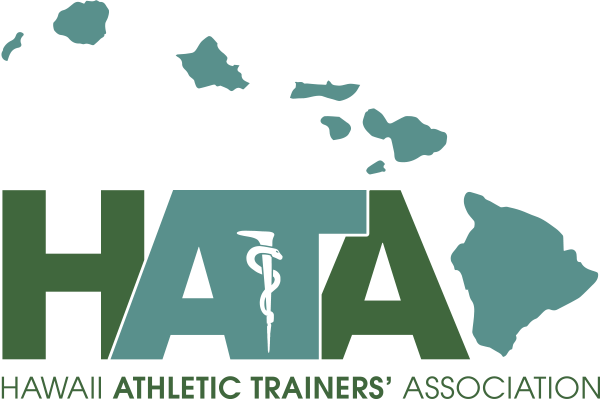 HATA
HAWAII ATHLETIC TRAINERS’ ASSOCIATION